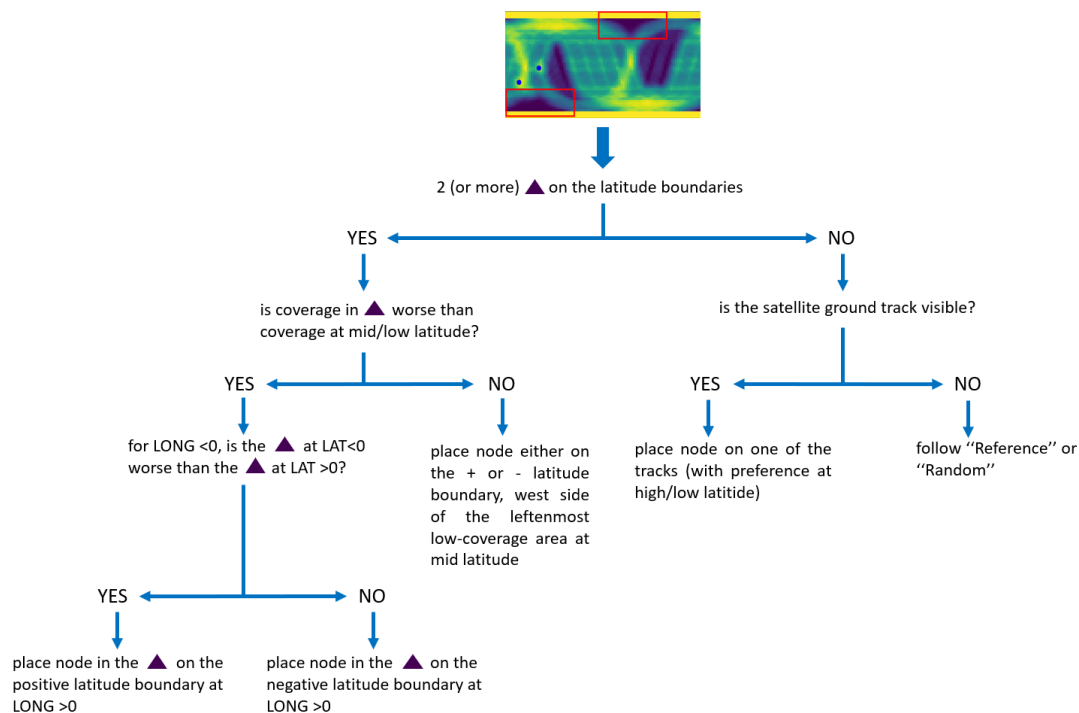 2 (or more) on the latitude boundaries
YES
NO
is coverage in worse than
coverage at mid/low latitude?
is the satellite ground track visible?
YES
NO
YES
NO
for LONG <0, is the at LAT<0
worse than the at LAT >0?
place node either on
the + or - latitude
boundary, west side
of the leftenmost
low-coverage area at
mid latitude
place node on one of the
tracks (with preference at
high/low latitide)
follow “Reference” or
“Random”
YES
NO
place node in the on the
positive latitude boundary at
LONG >0
place node in the on the
negative latitude boundary at
LONG >0